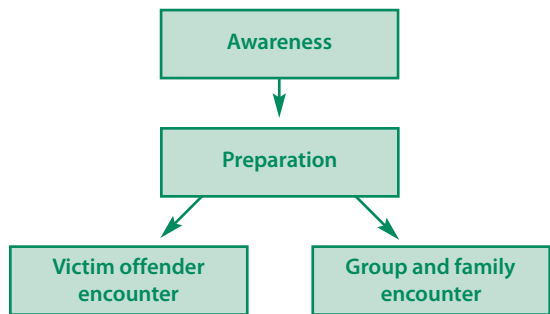 Awareness
Preparation
Victim offender
encounter
Group and family
encounter